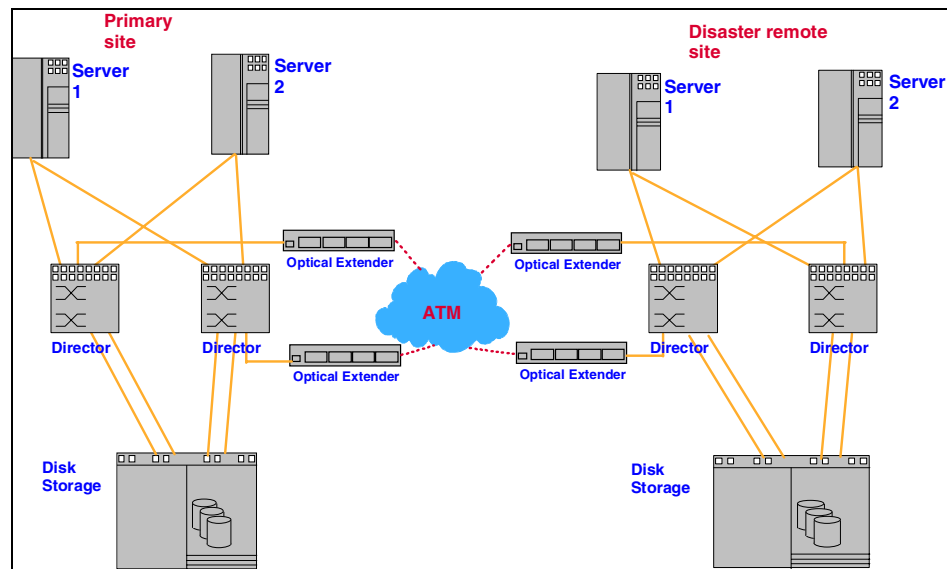 Primary
site
Disaster remote
site
Server
1
Server
2
Server
1
Server
2
Optical Extender
Optical Extender
ATM
Director
Director
Director
Director
Optical Extender
Optical Extender
Disk
Storage
Disk
Storage